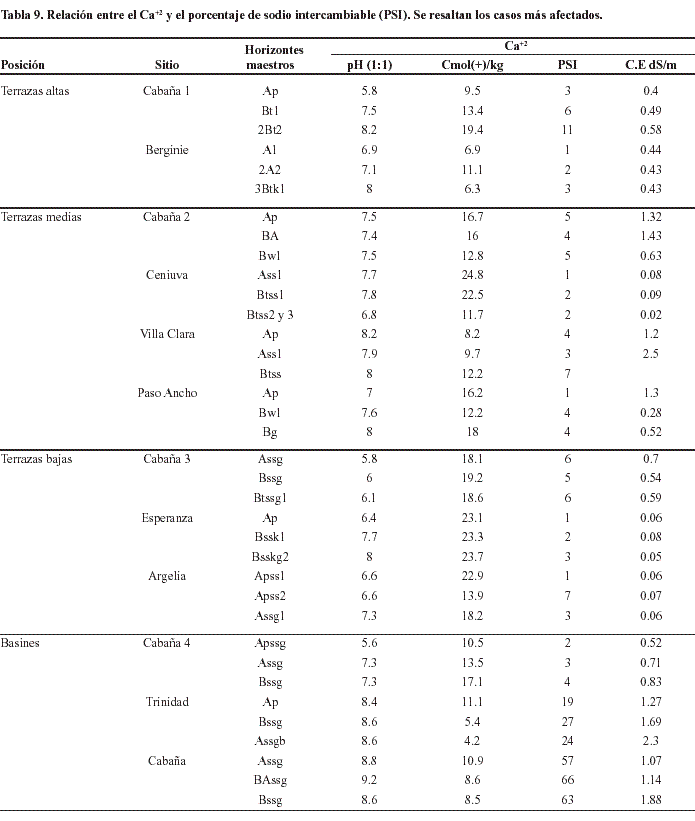 Tabla 9. Relación entre el Ca+2 y el porcentaje de sodio intercambiable (PSI). Se resaltan los casos más afectados.
Horizontes Ca+2
Posición Sitio maestros pH (1:1) Cmol(+)/kg PSI C.E dS/m
Terrazas altas Cabaña 1 Ap 5.8 9.5 3 0.4
Bt1 7.5 13.4 6 0.49
2Bt2 8.2 19.4 11 0.58
Berginie A1 6.9 6.9 1 0.44
2A2 7.1 11.1 2 0.43
3Btk1 8 6.3 3 0.43
Terrazas medias Cabaña 2 Ap 7.5 16.7 5 1.32
BA 7.4 16 4 1.43
Bw1 7.5 12.8 5 0.63
Ceniuva Ass1 7.7 24.8 1 0.08
Btss1 7.8 22.5 2 0.09
Btss2 y 3 6.8 11.7 2 0.02
Villa Clara Ap 8.2 8.2 4 1.2
Ass1 7.9 9.7 3 2.5
Btss 8 12.2 7
Paso Ancho Ap 7 16.2 1 1.3
Bw1 7.6 12.2 4 0.28
Bg 8 18 4 0.52
Terrazas bajas Cabaña 3 Assg 5.8 18.1 6 0.7
Bssg 6 19.2 5 0.54
Btssg1 6.1 18.6 6 0.59
Esperanza Ap 6.4 23.1 1 0.06
Bssk1 7.7 23.3 2 0.08
Bsskg2 8 23.7 3 0.05
Argelia Apss1 6.6 22.9 1 0.06
Apss2 6.6 13.9 7 0.07
Assg1 7.3 18.2 3 0.06
Basines Cabaña 4 Apssg 5.6 10.5 2 0.52
Assg 7.3 13.5 3 0.71
Bssg 7.3 17.1 4 0.83
Trinidad Ap 8.4 11.1 19 1.27
Bssg 8.6 5.4 27 1.69
Assgb 8.6 4.2 24 2.3
Cabaña Assg 8.8 10.9 57 1.07
BAssg 9.2 8.6 66 1.14
Bssg 8.6 8.5 63 1.88